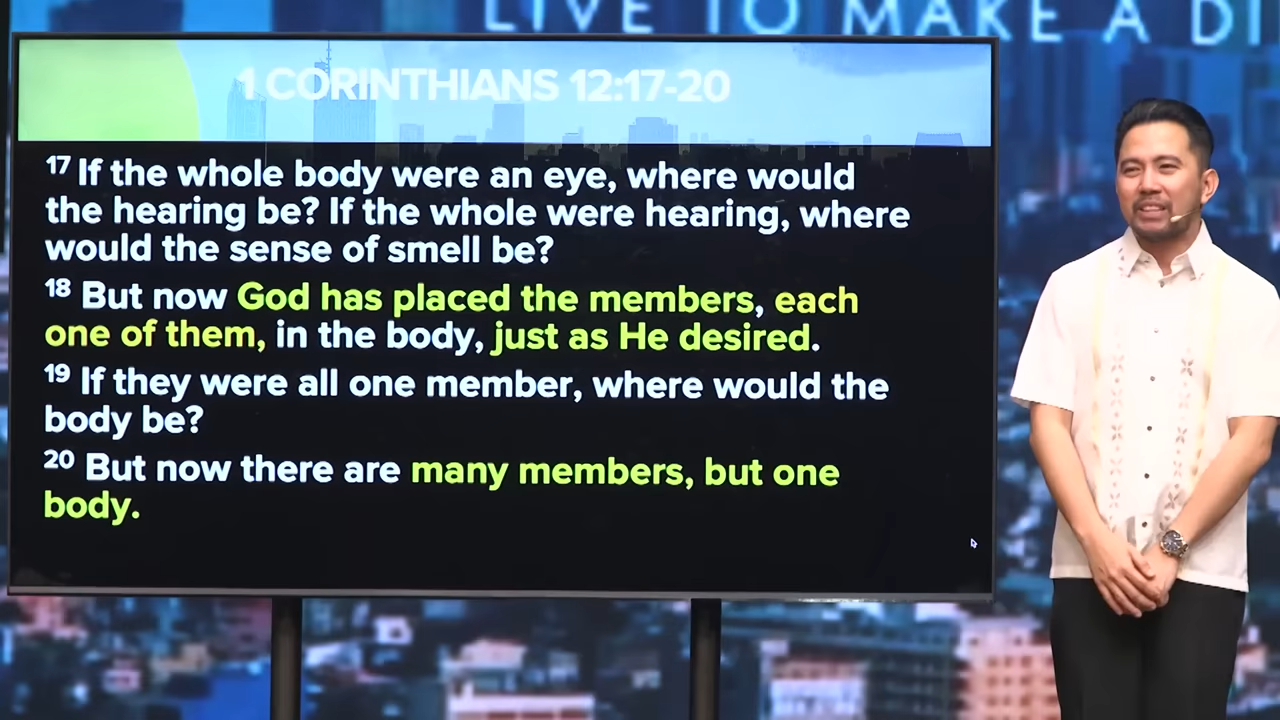 LIVE TO MAKE A DI
1 CORINTHIANS 12:17-20
17 If the whole body were an eye, where would
the hearing be? If the whole were hearing, where
would the sense of smell be?
18 But now God has placed the members, each
one of them, in the body, just as He desired.
19 If they were all one member, where would the
body be?
20 But now there are many members, but one
body.